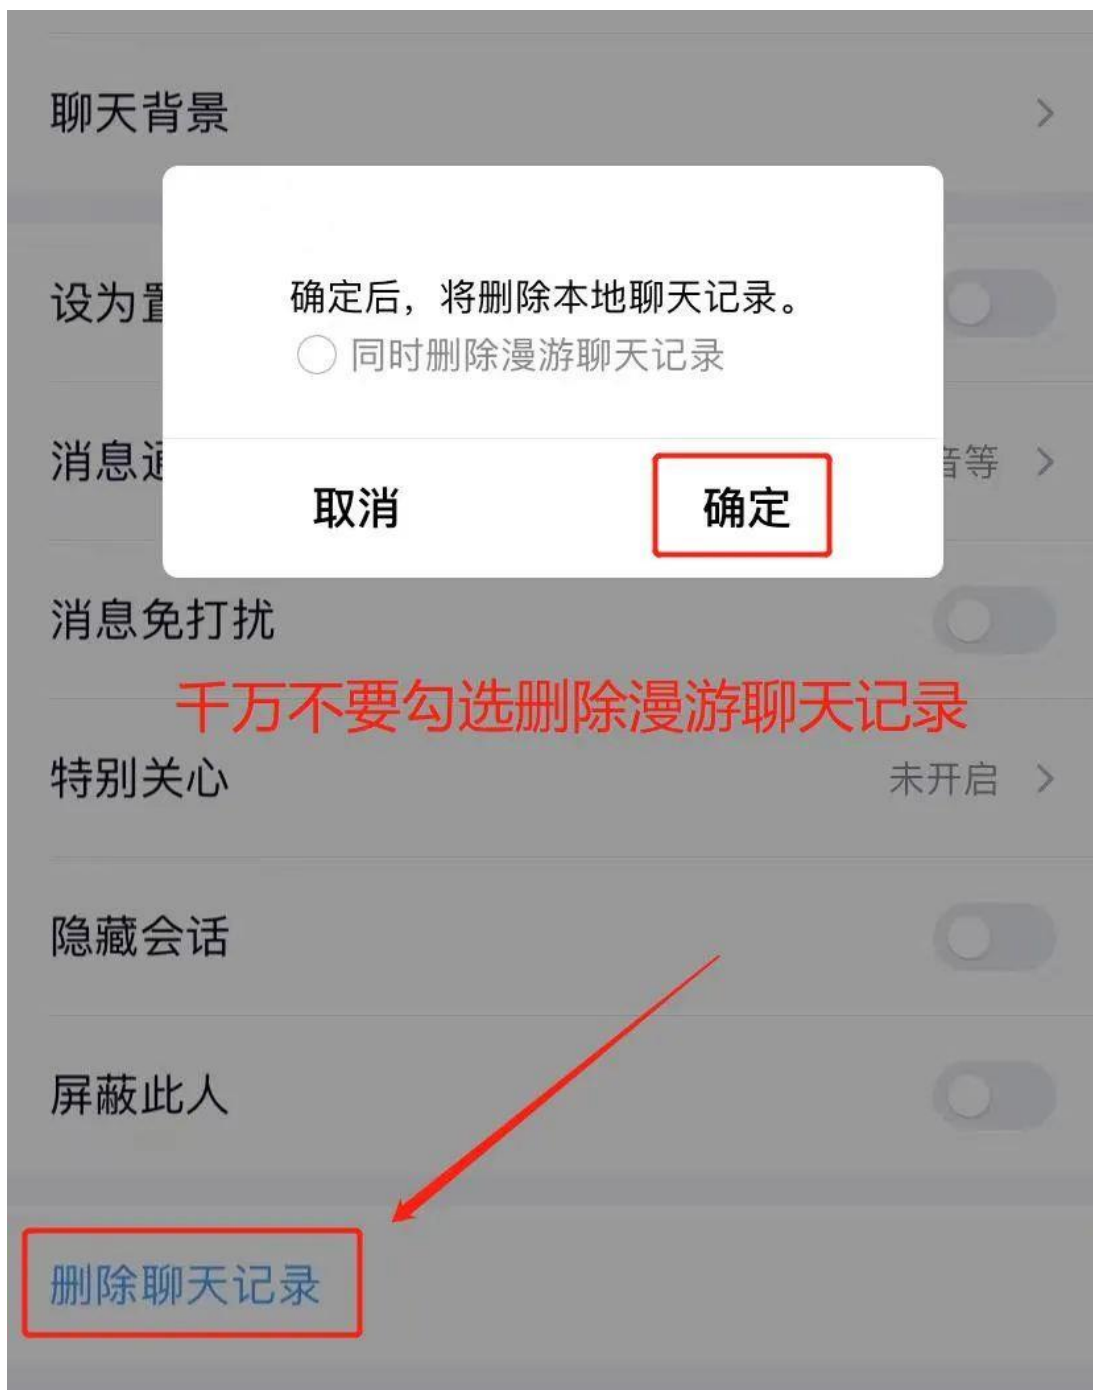 聊天背景
确定后，将删除本地聊天记录。
同时删除漫游聊天记录
取消
确定
设为
消息
音等
消息免打扰
千万不要勾选删除漫游聊天记录
特别关心
未开启
隐藏会话
屏蔽此人
删除聊天记录